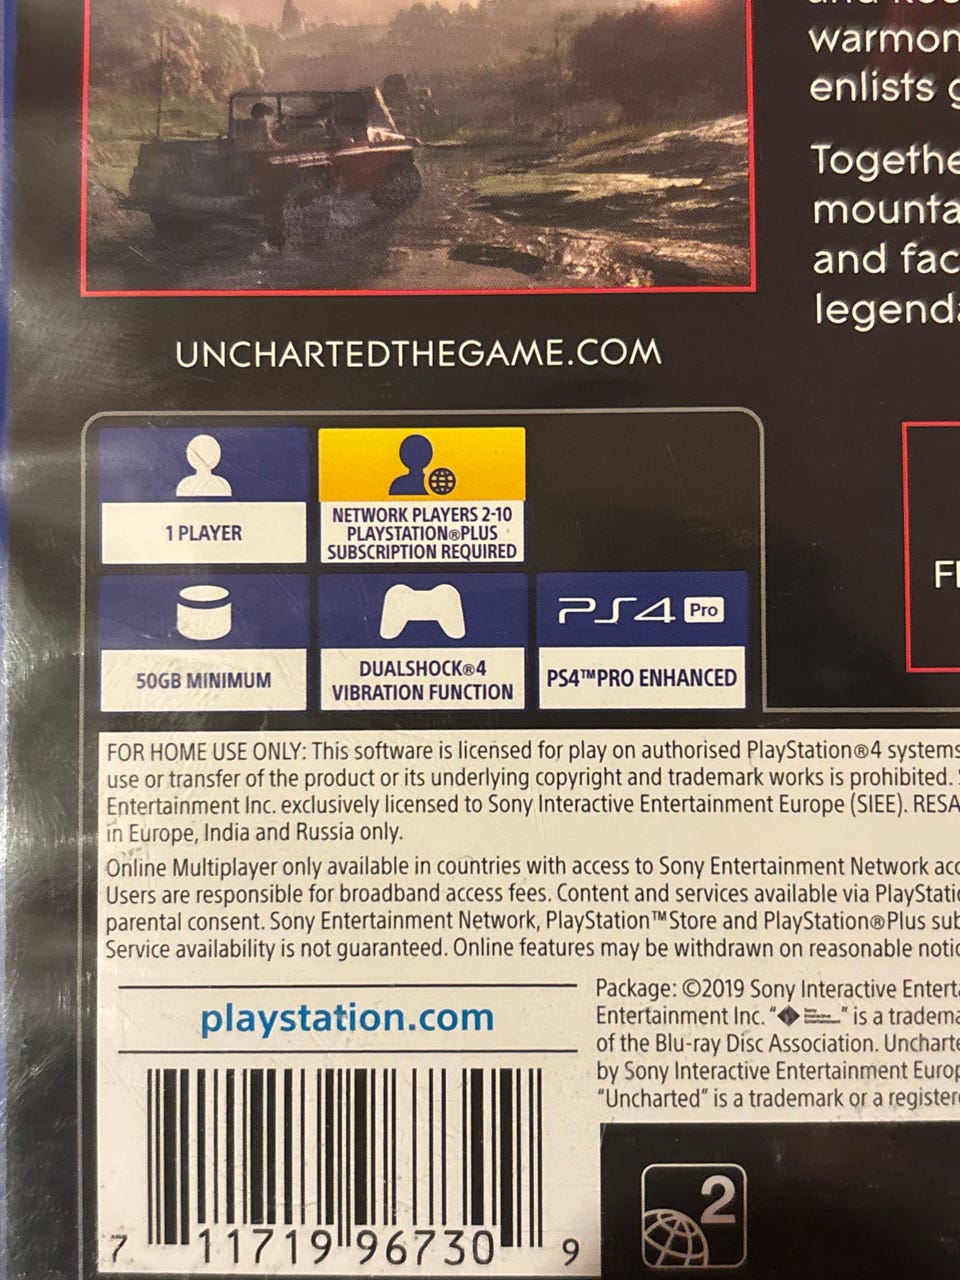 warmon
enlists g
Togethe
mounta
and fac
legenda
UNCHARTEDTHEGAME.COM
1 PLAYER
NETWORK PLAYERS 2-10
PLAYSTATION®PLUS
SUBSCRIPTION REQUIRED
50GB MINIMUM
DUALSHOCK®4
VIBRATION FUNCTION
PS4 Pro
PS4™PRO ENHANCED
FOR HOME USE ONLY: This software is licensed for play on authorised PlayStation®4 systems
use or transfer of the product or its underlying copyright and trademark works is prohibited.
Entertainment Inc. exclusively licensed to Sony Interactive Entertainment Europe (SIEE). RESA
in Europe, India and Russia only.
Online Multiplayer only available in countries with access to Sony Entertainment Network acc
Users are responsible for broadband access fees. Content and services available via PlayStatio
parental consent. Sony Entertainment Network, PlayStation™Store and PlayStation®Plus sub
Service availability is not guaranteed. Online features may be withdrawn on reasonable notic
playstation.com
Package: ©2019 Sony Interactive Enterta
Entertainment Inc. “Sony Interactive Entertainment” is a tradema
of the Blu-ray Disc Association. Uncharte
by Sony Interactive Entertainment Europ
“Uncharted” is a trademark or a registere
2
7 11719 96730 9